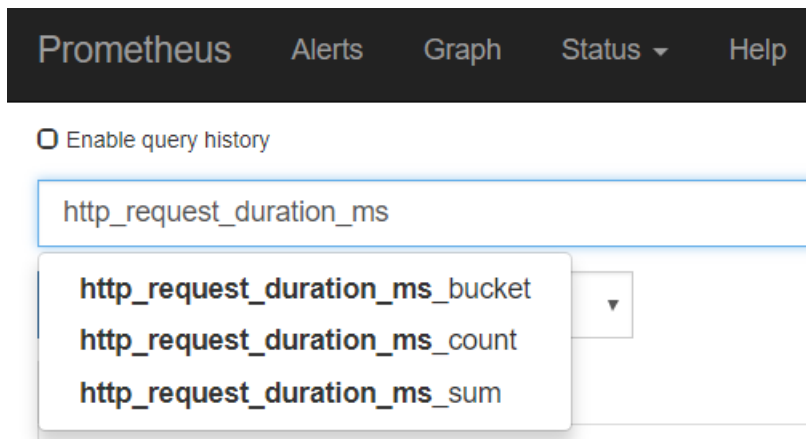 Prometheus Alerts Graph Status Help
Enable query history
http_request_duration_ms
http_request_duration_ms_bucket
http_request_duration_ms_count
http_request_duration_ms_sum